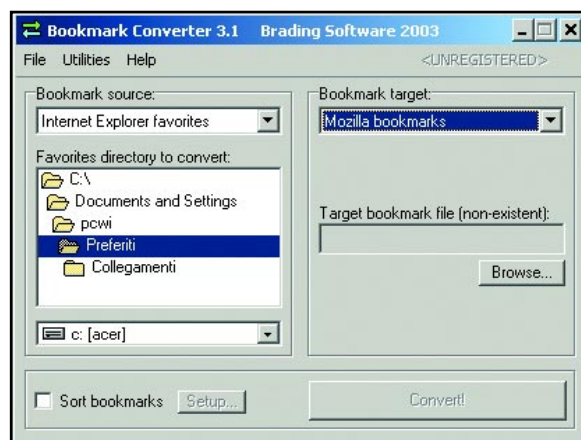 Bookmark Converter 3.1 Brading Software 2003
File Utilities Help <UNREGISTERED>
Bookmark source:
Internet Explorer favorites
Favorites directory to convert:
C:\
Documents and Settings
pcwi
Preferiti
Collegamenti
c: [acer]
Bookmark target:
Mozilla bookmarks
Target bookmark file (non-existent):
Browse...
Sort bookmarks Setup... Convert!